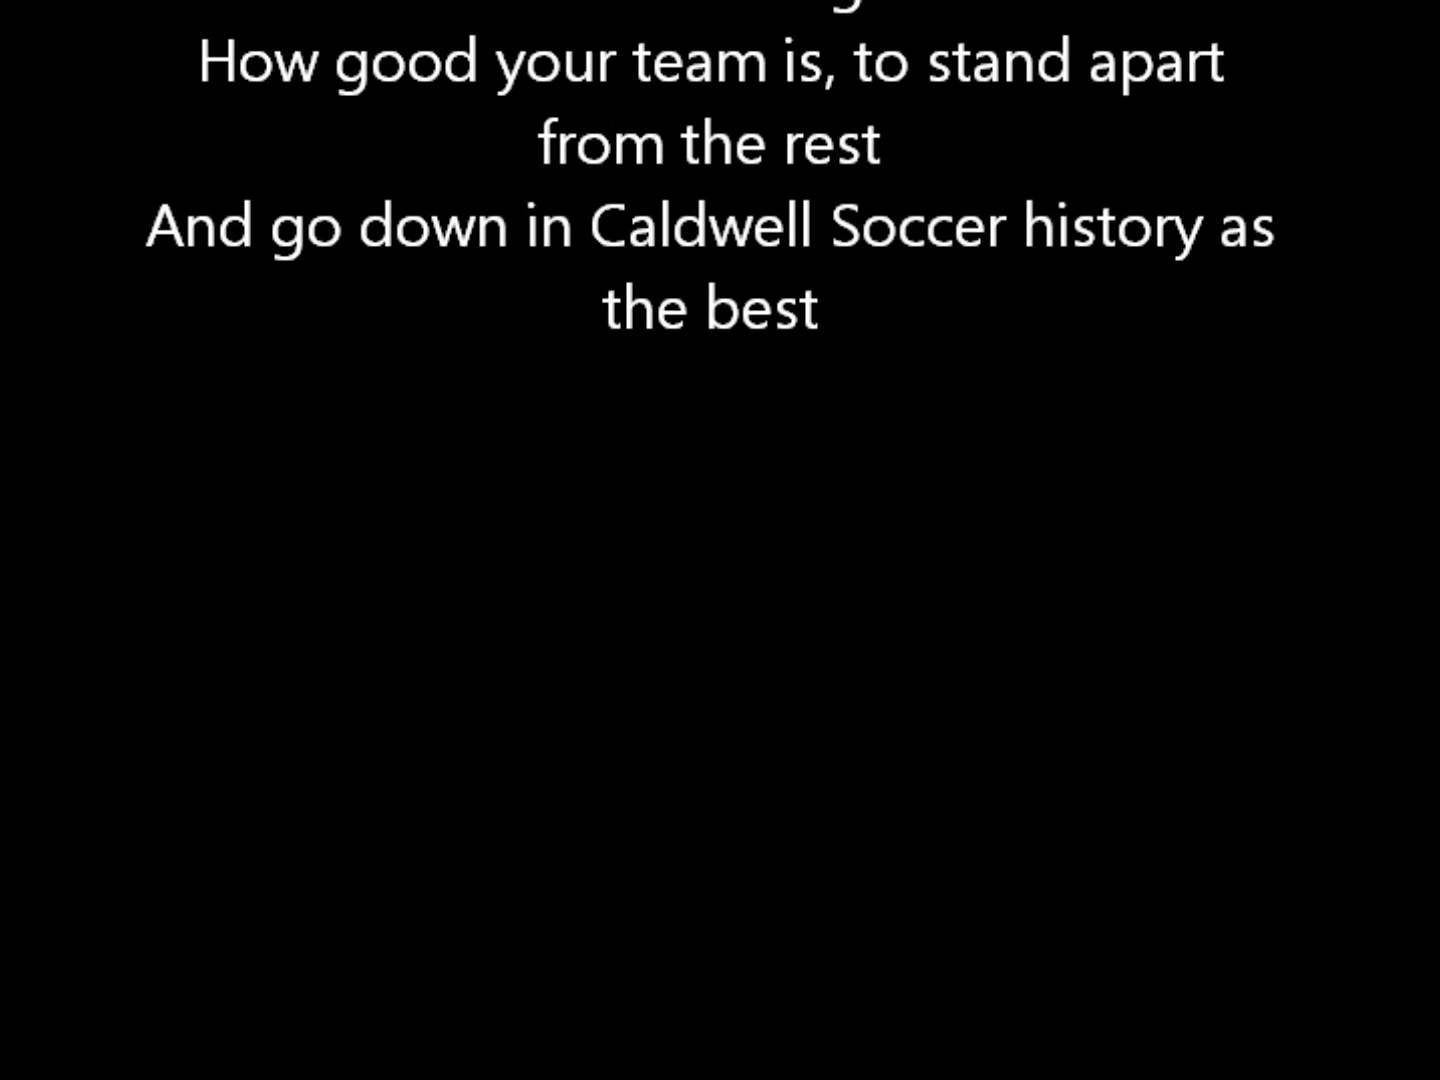 How good your team is, to stand apart
from the rest
And go down in Caldwell Soccer history as
the best